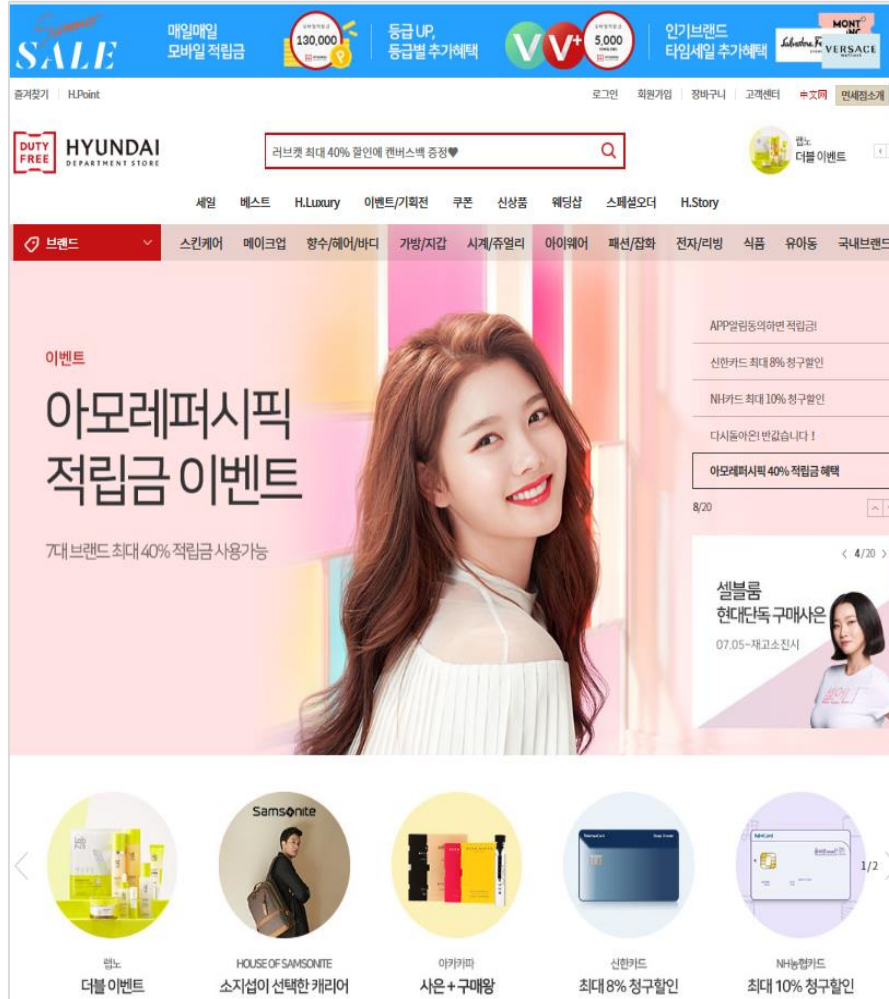 Summer
SALE
매일매일
모바일 적립금
130,000
등급 UP,
등급별 추가혜택
V V+
5,000
인기브랜드
타임세일 추가혜택
VERSACE
즐겨찾기 H.Point
로그인 회원가입 장바구니 고객센터 中文网 면세점소개
DUTY
FREE
HYUNDAI
DEPARTMENT STORE
러브캣 최대 40% 할인에 캔버스백 증정♥
랩노
더블 이벤트
세일 베스트 H.Luxury 이벤트/기획전 쿠폰 신상품 웨딩샵 스페셜오더 H.Story
브랜드 스킨케어 메이크업 향수/헤어/바디 가방/지갑 시계/쥬얼리 아이웨어 패션/잡화 전자/리빙 식품 유아동 국내브랜드
이벤트
아모레퍼시픽
적립금 이벤트
7대 브랜드 최대 40% 적립금 사용가능
APP알림동의하면 적립금!
신한카드 최대 8% 청구할인
NH카드 최대 10% 청구할인
다시돌아온! 반값습니다 !
아모레퍼시픽 40% 적립금 혜택
8/20
4/20
셀블룸
현대단독 구매사은
07.05~재고소진시
Samsonite
1/2
랩노
더블 이벤트
HOUSE OF SAMSONITE
소지섭이 선택한 캐리어
아카카파
사은 + 구매왕
신한카드
최대 8% 청구할인
NH농협카드
최대 10% 청구할인